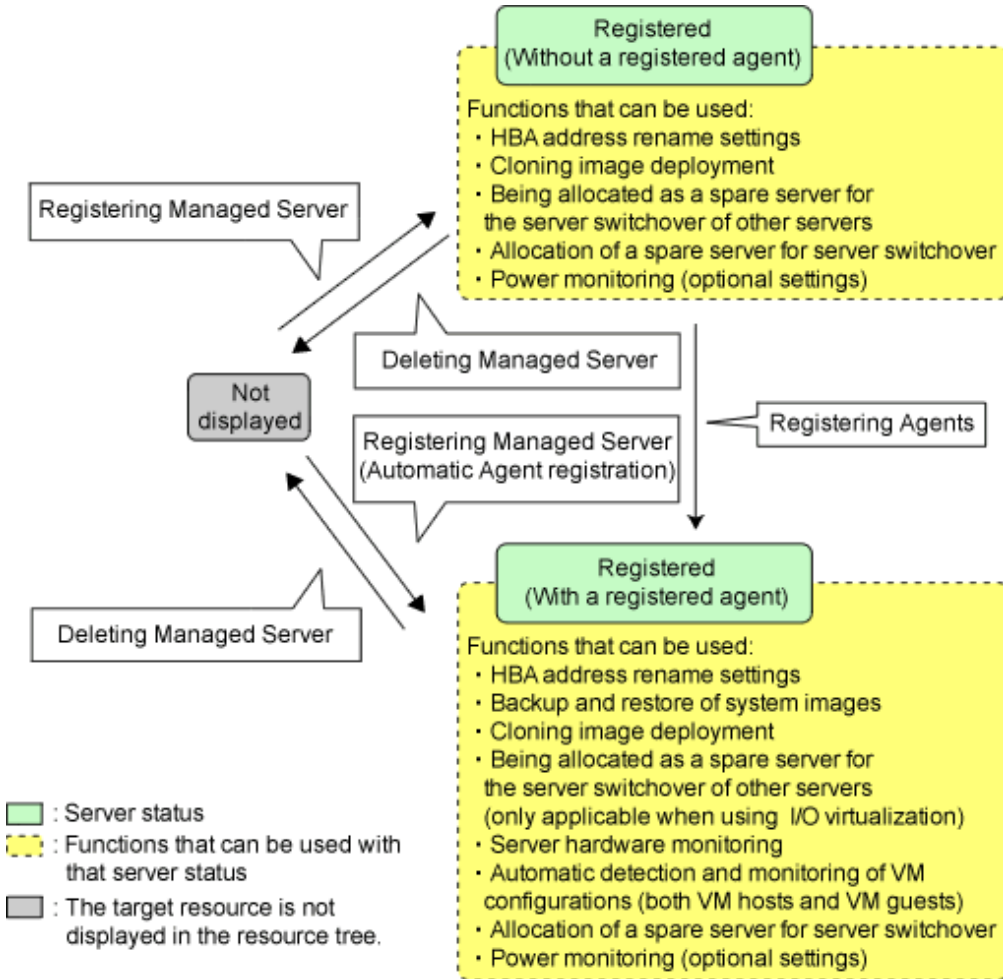 Registered
(Without a registered agent)
Functions that can be used:
・HBA address rename settings
・Cloning image deployment
・Being allocated as a spare server for
the server switchover of other servers
・Allocation of a spare server for server switchover
・Power monitoring (optional settings)
Registering Managed Server
Deleting Managed Server
Not
displayed
Registering Managed Server
(Automatic Agent registration)
Registering Agents
Deleting Managed Server
Registered
(With a registered agent)
Functions that can be used:
・HBA address rename settings
・Backup and restore of system images
・Cloning image deployment
・Being allocated as a spare server for
the server switchover of other servers
(only applicable when using I/O virtualization)
・Server hardware monitoring
・Automatic detection and monitoring of VM
configurations (both VM hosts and VM guests)
・Allocation of a spare server for server switchover
・Power monitoring (optional settings)
: Server status
: Functions that can be used with
that server status
: The target resource is not
displayed in the resource tree.